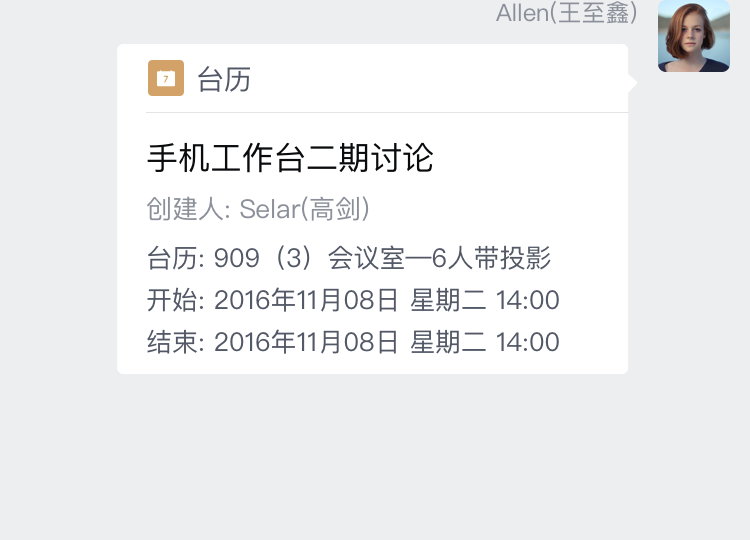 Allen(王至鑫)
7
台历
手机工作台二期讨论
创建人: Selar(高剑)
台历: 909（3）会议室—6人带投影
开始: 2016年11月08日 星期二 14:00
结束: 2016年11月08日 星期二 14:00